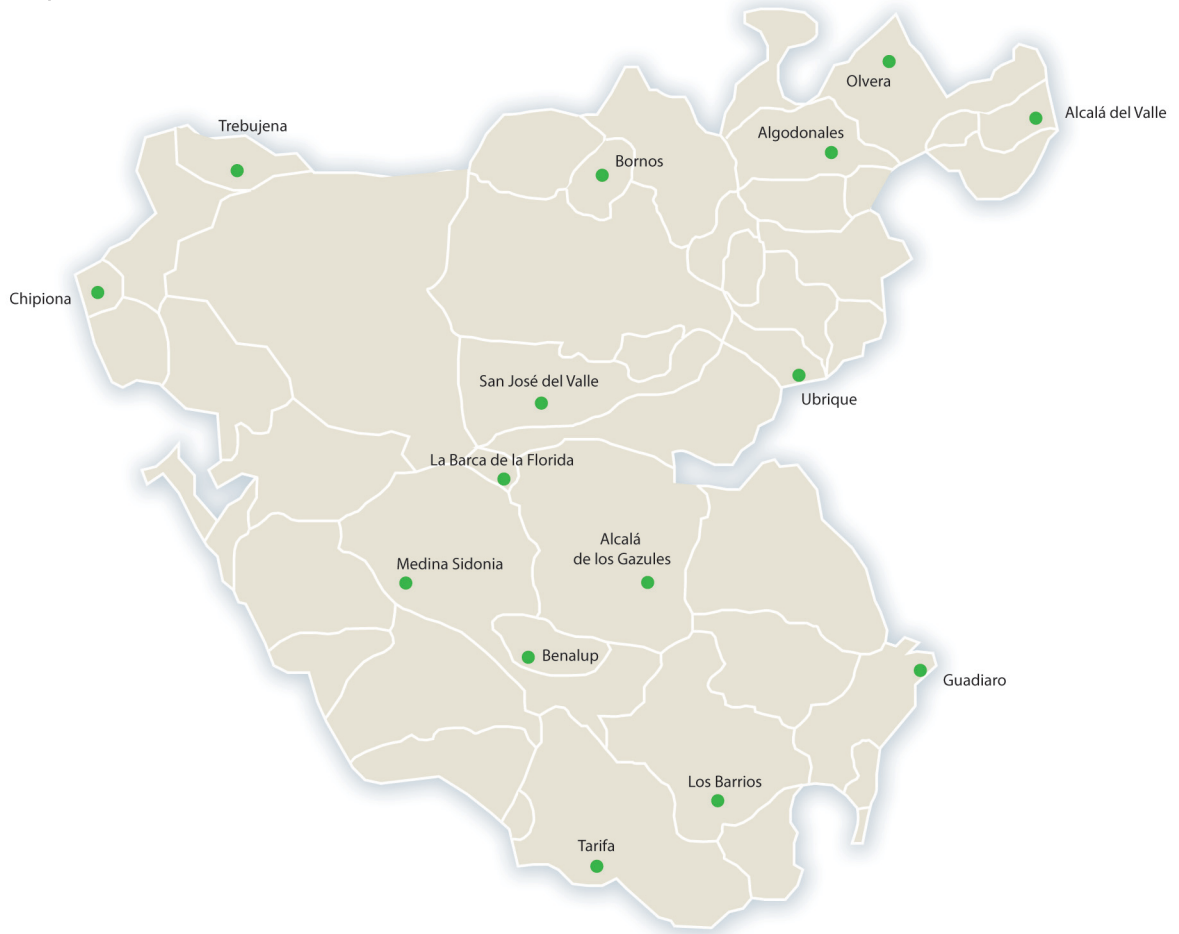 Olvera
Alcalá del Valle
Trebujena
Algodonales
Bornos
Chipiona
San José del Valle
Ubrique
La Barca de la Florida
Alcalá
de los Gazules
Medina Sidonia
Benalup
Guadiaro
Los Barrios
Tarifa